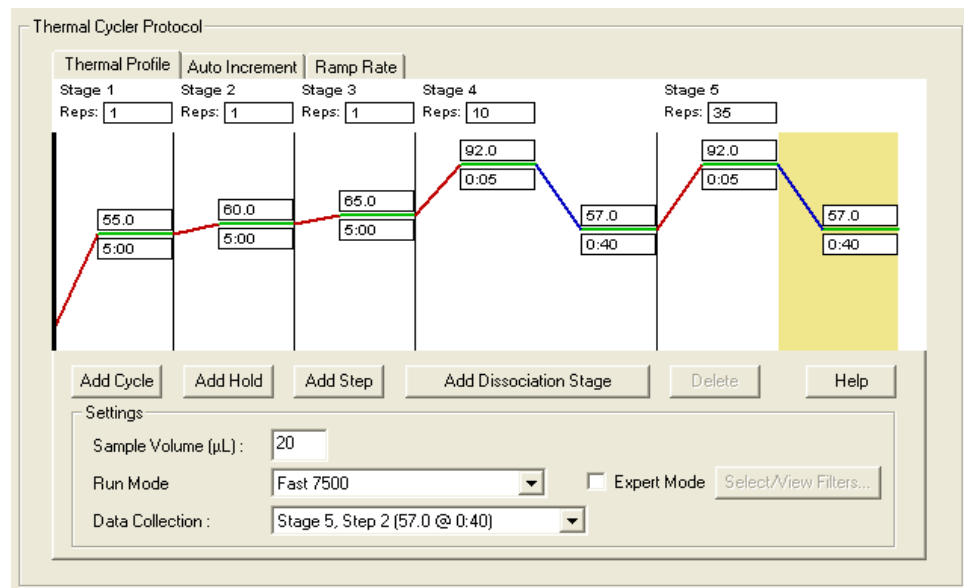 Thermal Cycler Protocol
Thermal Profile Auto Increment Ramp Rate
Stage 1 Stage 2 Stage 3 Stage 4 Stage 5
Reps: 1 Reps: 1 Reps: 1 Reps: 10 Reps: 35
92.0 92.0
0:05 0:05
55.0 60.0 65.0 57.0 57.0
5:00 5:00 5:00 0:40 0:40
Add Cycle Add Hold Add Step Add Dissociation Stage Delete Help
Settings
Sample Volume (µL) : 20
Run Mode Fast 7500 Expert Mode Select/View Filters...
Data Collection : Stage 5, Step 2 (57.0 @ 0:40)